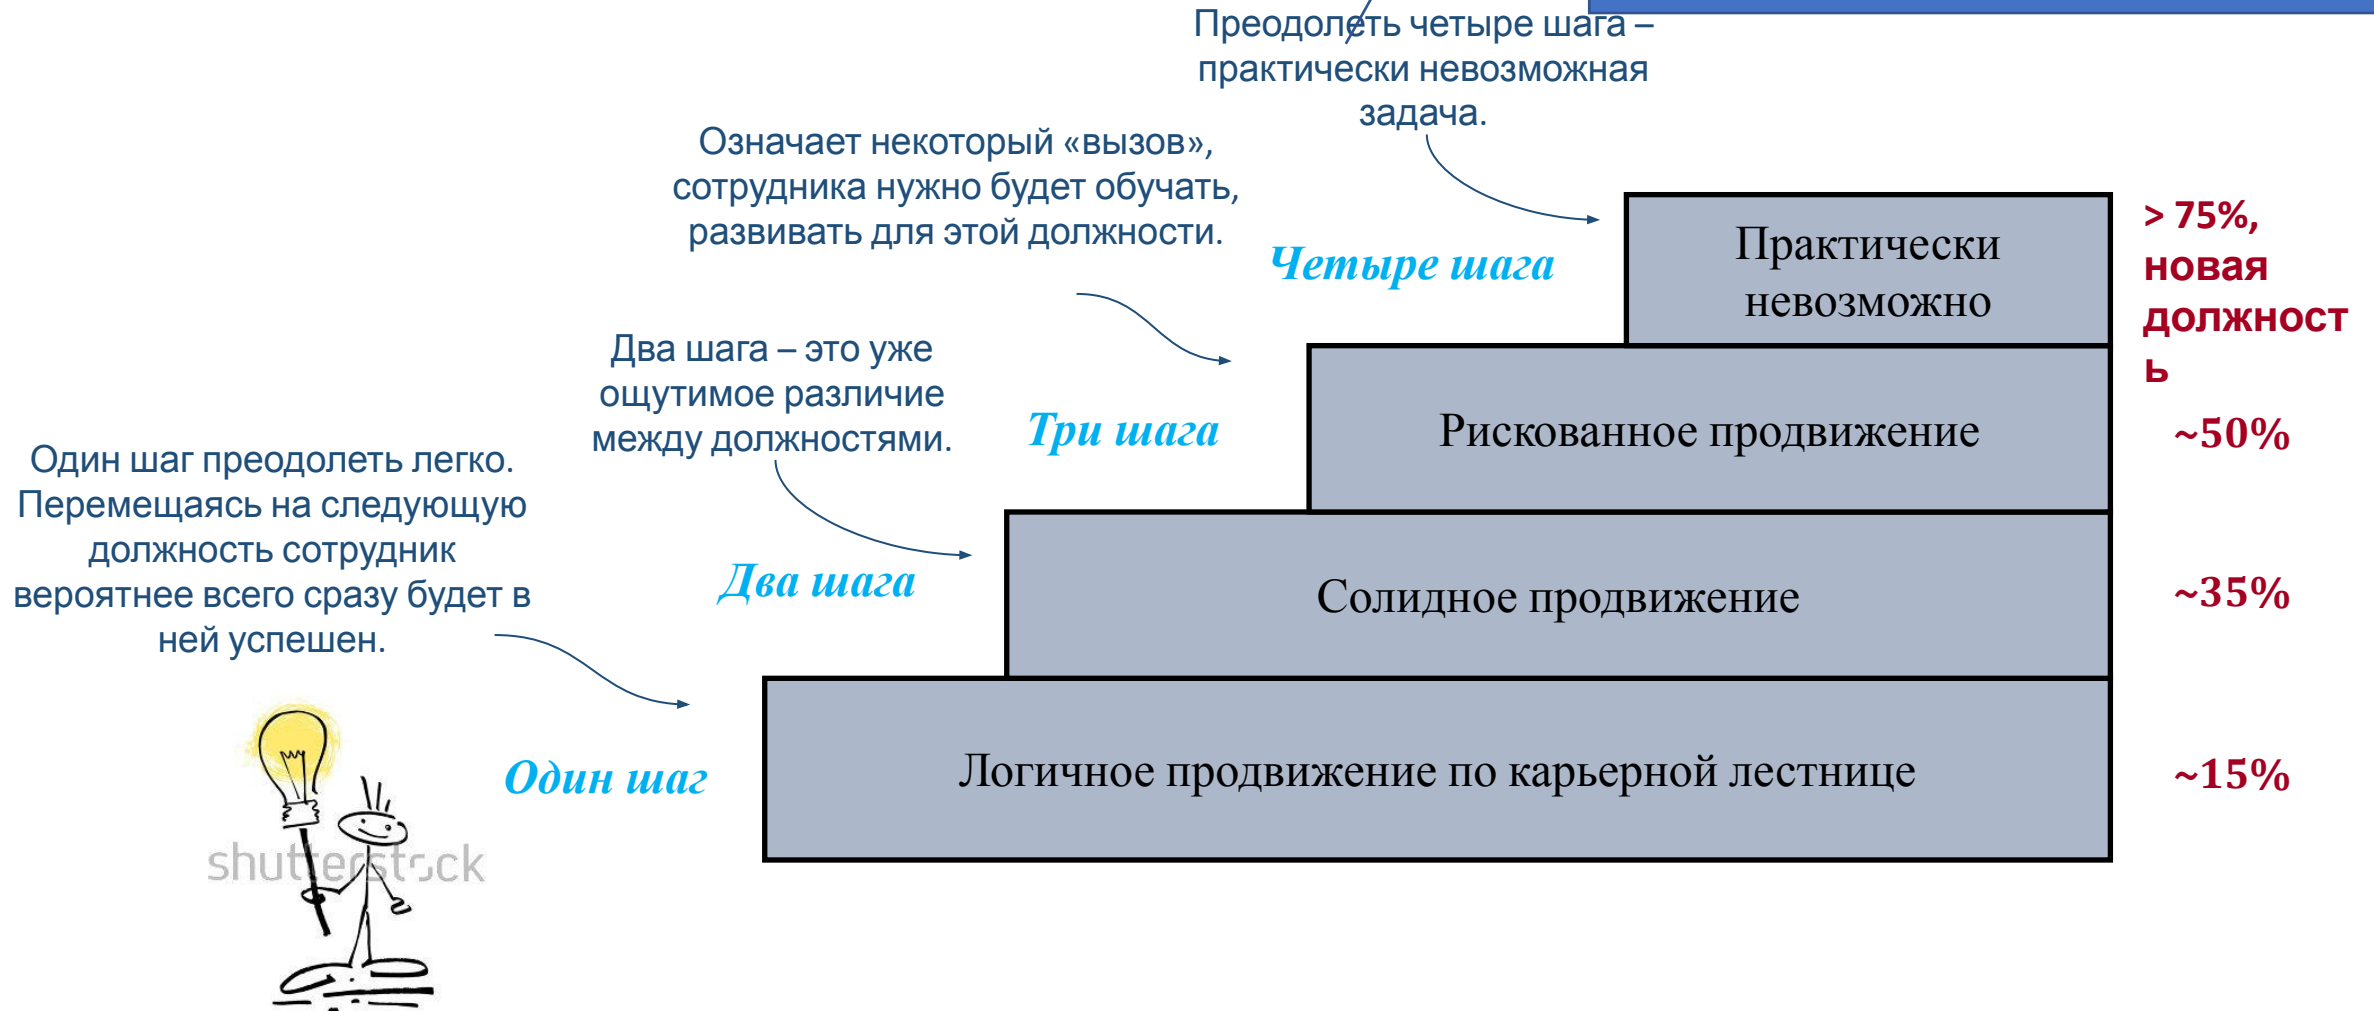 Преодолеть четыре шага –
практически невозможная
задача.
Означает некоторый «вызов»,
сотрудника нужно будет обучать,
развивать для этой должности.
Четыре шага
Практически
невозможно
> 75%,
новая
должност
ь
Два шага – это уже
ощутимое различие
между должностями.
Три шага
Рискованное продвижение
~50%
Один шаг преодолеть легко.
Перемещаясь на следующую
должность сотрудник
вероятнее всего сразу будет в
ней успешен.
Два шага
Солидное продвижение
~35%
Один шаг
Логичное продвижение по карьерной лестнице
~15%
shutterstock